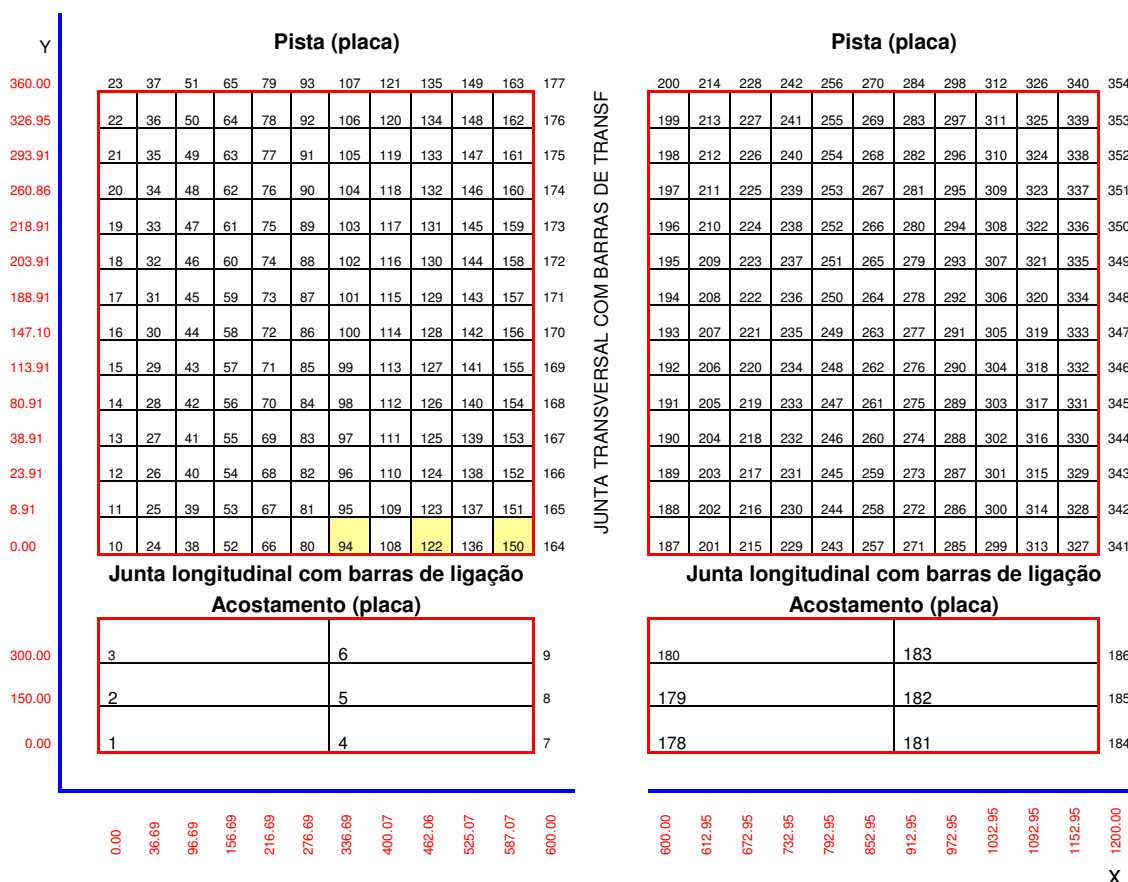 Y Pista (placa) Pista (placa)
360.00 23 37 51 65 79 93 107 121 135 149 163 177 200 214 228 242 256 270 284 298 312 326 340 354
326.95 22 36 50 64 78 92 106 120 134 148 162 176 199 213 227 241 255 269 283 297 311 325 339 353
293.91 21 35 49 63 77 91 105 119 133 147 161 175 198 212 226 240 254 268 282 296 310 324 338 352
260.86 20 34 48 62 76 90 104 118 132 146 160 174 197 211 225 239 253 267 281 295 309 323 337 351
218.91 19 33 47 61 75 89 103 117 131 145 159 173 196 210 224 238 252 266 280 294 308 322 336 350
203.91 18 32 46 60 74 88 102 116 130 144 158 172 195 209 223 237 251 265 279 293 307 321 335 349
188.91 17 31 45 59 73 87 101 115 129 143 157 171 194 208 222 236 250 264 278 292 306 320 334 348
147.10 16 30 44 58 72 86 100 114 128 142 156 170 193 207 221 235 249 263 277 291 305 319 333 347
113.91 15 29 43 57 71 85 99 113 127 141 155 169 192 206 220 234 248 262 276 290 304 318 332 346
80.91 14 28 42 56 70 84 98 112 126 140 154 168 191 205 219 233 247 261 275 289 303 317 331 345
38.91 13 27 41 55 69 83 97 111 125 139 153 167 190 204 218 232 246 260 274 288 302 316 330 344
23.91 12 26 40 54 68 82 96 110 124 138 152 166 189 203 217 231 245 259 273 287 301 315 329 343
8.91 11 25 39 53 67 81 95 109 123 137 151 165 188 202 216 230 244 258 272 286 300 314 328 342
0.00 10 24 38 52 66 80 94 108 122 136 150 164 187 201 215 229 243 257 271 285 299 313 327 341
JUNTA TRANSVERSAL COM BARRAS DE TRANSF
Junta longitudinal com barras de ligação Junta longitudinal com barras de ligação
Acostamento (placa) Acostamento (placa)
300.00 3 6 9 180 183 186
150.00 2 5 8 179 182 185
0.00 1 4 7 178 181 184
0.00 36.69 96.69 156.69 216.69 276.69 336.69 400.07 462.06 525.07 587.07 600.00 600.00 612.95 672.95 732.95 792.95 852.95 912.95 972.95 1032.95 1092.95 1152.95 1200.00
X